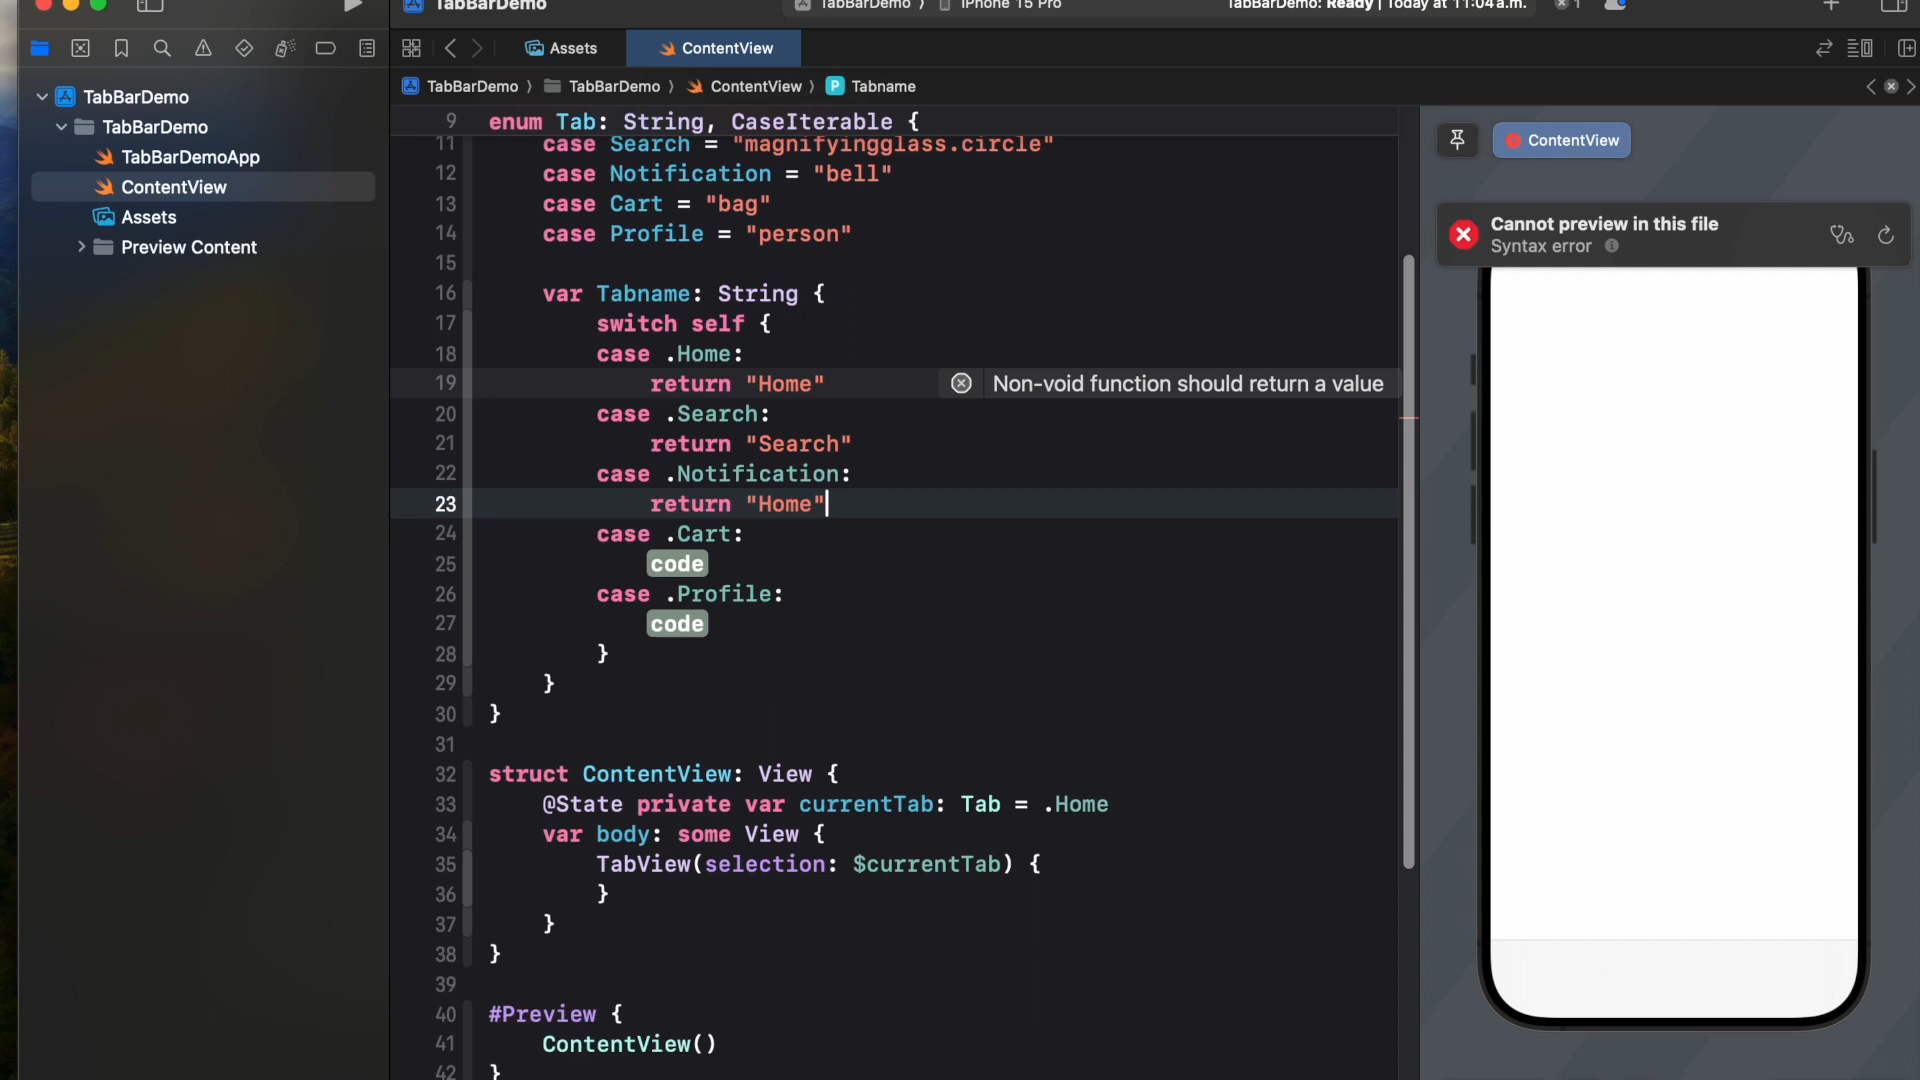 TabBarDemo
TabBarDemo 〉 iPhone 15 Pro
TabBarDemo: Ready | Today at 11:04 a.m.
1
Assets
ContentView
TabBarDemo 〉 TabBarDemo 〉 ContentView 〉 P Tabname
TabBarDemo
TabBarDemo
TabBarDemoApp
ContentView
Assets
Preview Content
9 enum Tab: String, CaseIterable {
11 case Search = "magnifyingglass.circle"
12 case Notification = "bell"
13 case Cart = "bag"
14 case Profile = "person"
15
16 var Tabname: String {
17 switch self {
18 case .Home:
19 return "Home" Non-void function should return a value
20 case .Search:
21 return "Search"
22 case .Notification:
23 return "Home"
24 case .Cart:
25 code
26 case .Profile:
27 code
28 }
29 }
30 }
31
32 struct ContentView: View {
33 @State private var currentTab: Tab = .Home
34 var body: some View {
35 TabView(selection: $currentTab) {
36 }
37 }
38 }
39
40 #Preview {
41 ContentView()
42 }
ContentView
Cannot preview in this file
Syntax error